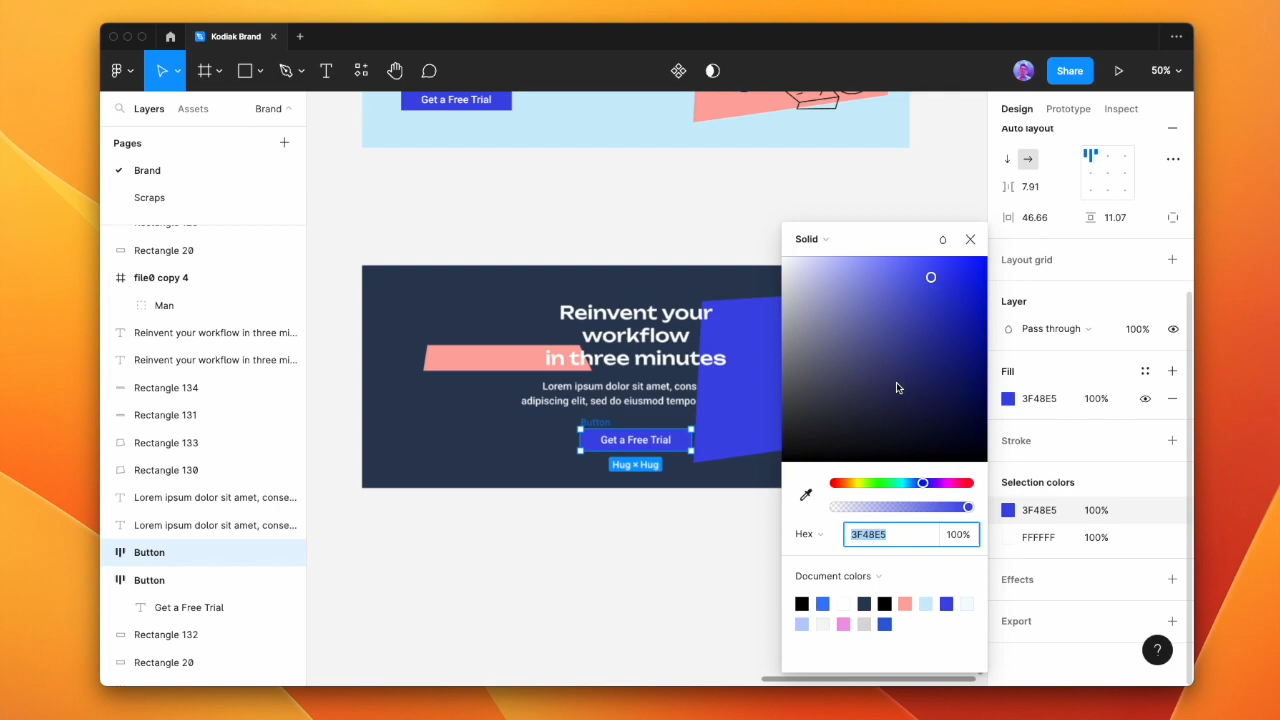 Kodiak Brand
Share
50%
Layers
Assets
Brand
Design
Prototype
Inspect
Get a Free Trial
Auto layout
Pages
Brand
Scraps
7.91
46.66
11.07
Rectangle 20
Solid
Layout grid
file0 copy 4
Man
Layer
Reinvent your workflow in three mi...
Pass through
100%
Reinvent your workflow in three mi...
Reinvent your
workflow
in three minutes
Fill
Rectangle 134
Lorem ipsum dolor sit amet, cons
3F48E5
100%
adipiscing elit, sed do eiusmod tempo
Rectangle 131
Button
Get a Free Trial
Hug × Hug
Stroke
Rectangle 133
Rectangle 130
Selection colors
Lorem ipsum dolor sit amet, conse...
3F48E5
100%
Lorem ipsum dolor sit amet, conse...
Hex
3F48E5
100%
FFFFFF
100%
Button
Document colors
Effects
Button
Get a Free Trial
Export
Rectangle 132
?
Rectangle 20